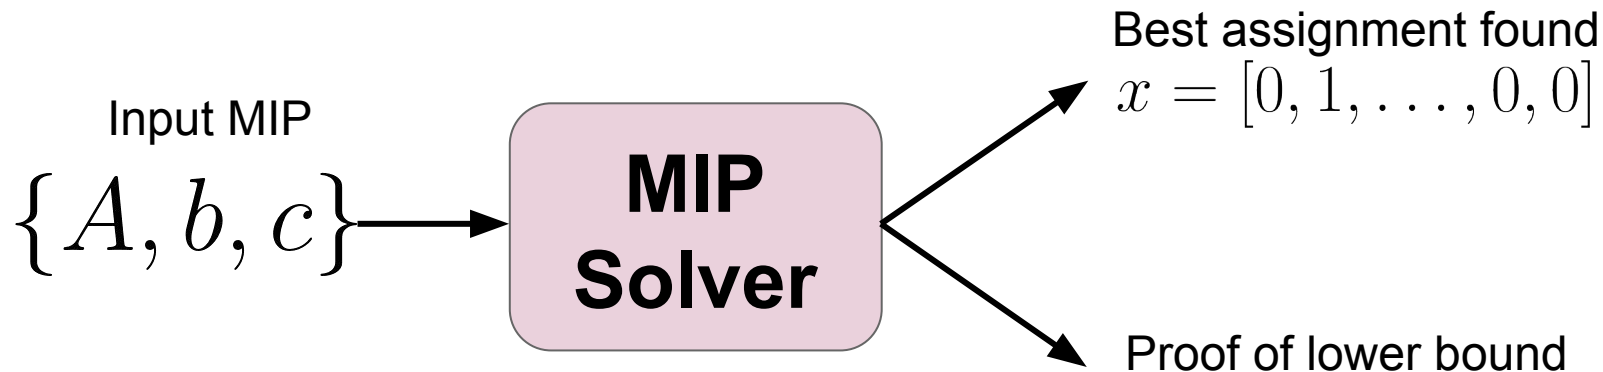 Input MIP
{A, b, c}
MIP
Solver
Best assignment found
x = [0, 1, . . . , 0, 0]
Proof of lower bound